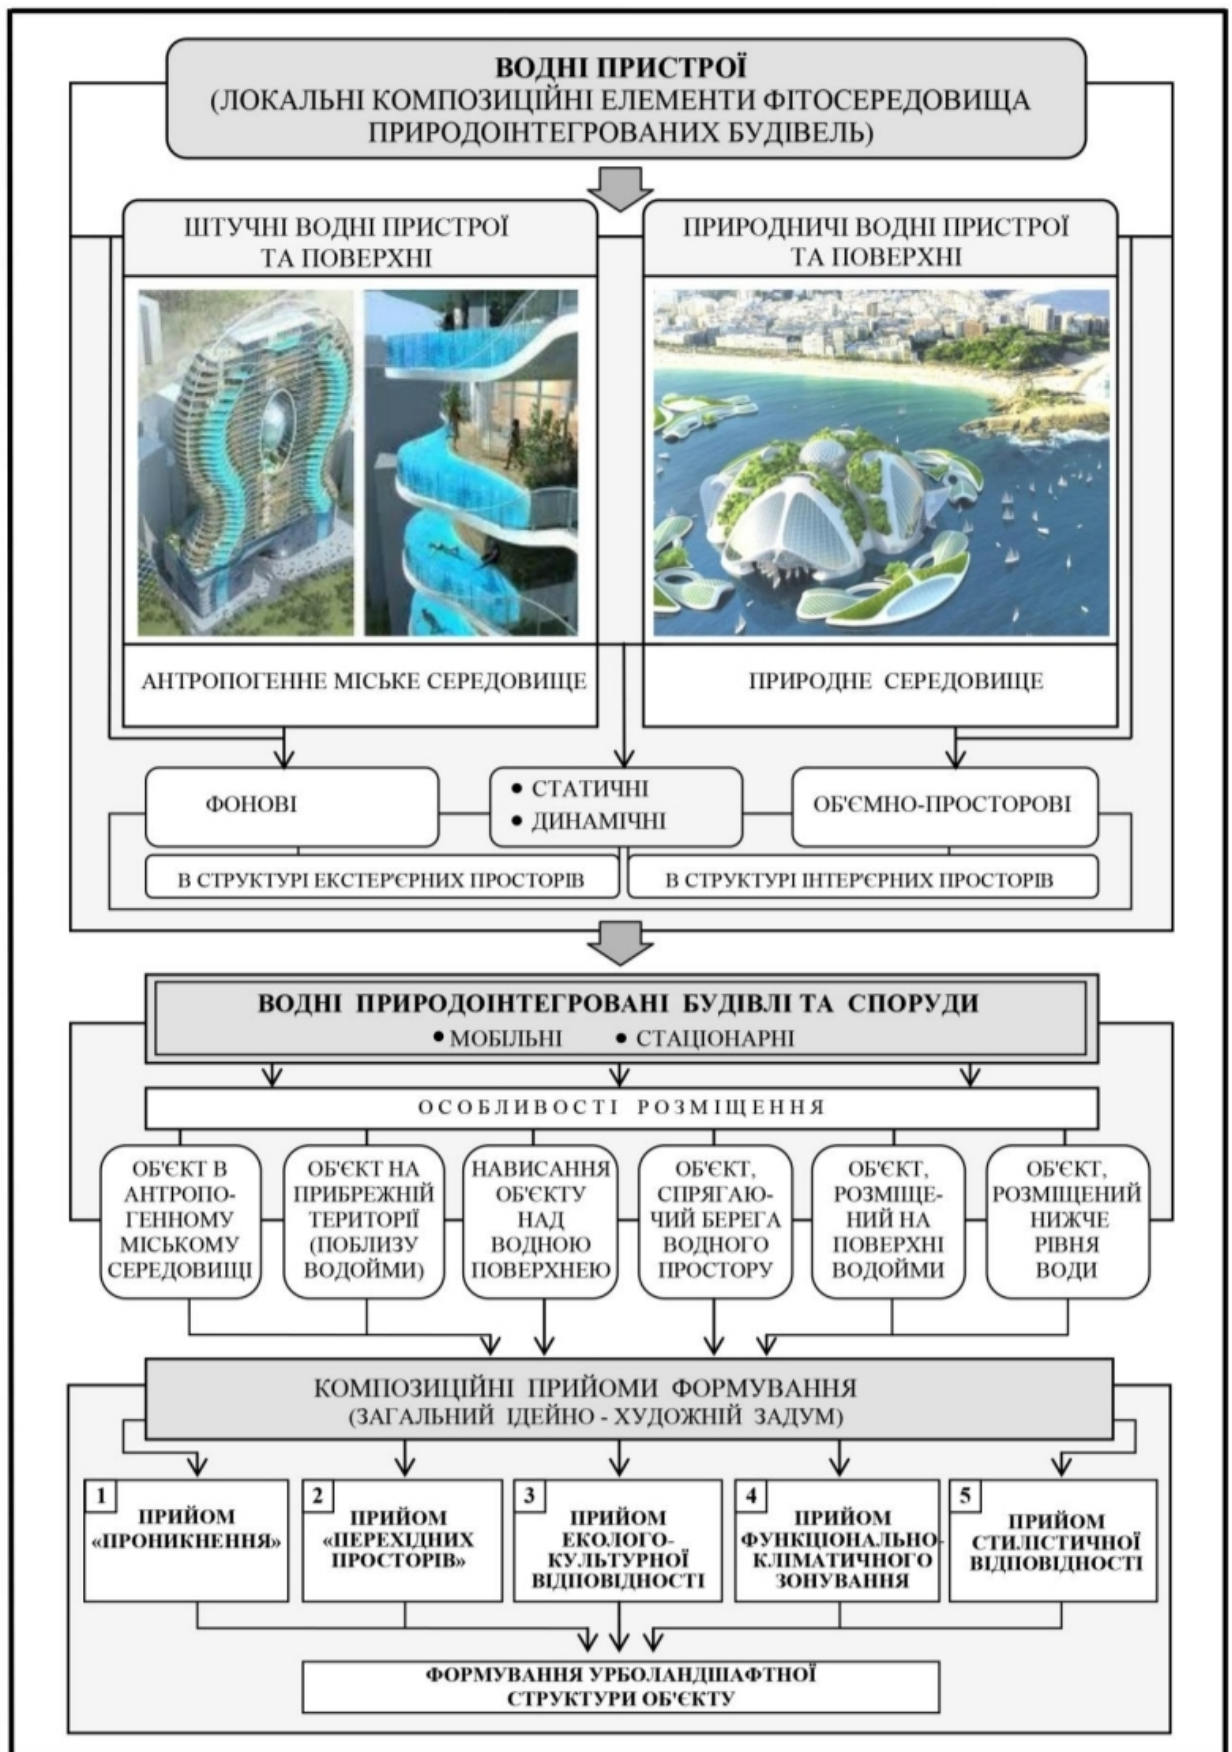 ВОДНІ ПРИСТРОЇ
(ЛОКАЛЬНІ КОМПОЗИЦІЙНІ ЕЛЕМЕНТИ ФІТОСЕРЕДОВИЩА
ПРИРОДОІНТЕГРОВАНИХ БУДІВЕЛЬ)
ШТУЧНІ ВОДНІ ПРИСТРОЇ
ТА ПОВЕРХНІ
ПРИРОДНИЧІ ВОДНІ ПРИСТРОЇ
ТА ПОВЕРХНІ
АНТРОПОГЕННЕ МІСЬКЕ СЕРЕДОВИЩЕ
ПРИРОДНЕ СЕРЕДОВИЩЕ
ФОНОВІ
• СТАТИЧНІ
• ДИНАМІЧНІ
ОБ'ЄМНО-ПРОСТОРОВІ
В СТРУКТУРІ ЕКСТЕР'ЄРНИХ ПРОСТОРІВ
В СТРУКТУРІ ІНТЕР'ЄРНИХ ПРОСТОРІВ
ВОДНІ ПРИРОДОІНТЕГРОВАНІ БУДІВЛІ ТА СПОРУДИ
• МОБІЛЬНІ • СТАЦІОНАРНІ
ОСОБЛИВОСТІ РОЗМІЩЕННЯ
ОБ'ЄКТ В
АНТРОПО-
ГЕННОМУ
МІСЬКОМУ
СЕРЕДОВИЩІ
ОБ'ЄКТ НА
ПРИБРЕЖНІЙ
ТЕРИТОРІЇ
(ПОБЛИЗУ
ВОДОЙМИ)
НАВИСАННЯ
ОБ'ЄКТУ
НАД
ВОДНОЮ
ПОВЕРХНЕЮ
ОБ'ЄКТ,
СПРЯГАЮ-
ЧИЙ БЕРЕГА
ВОДНОГО
ПРОСТОРУ
ОБ'ЄКТ,
РОЗМІЩЕ-
НИЙ НА
ПОВЕРХНІ
ВОДОЙМИ
ОБ'ЄКТ,
РОЗМІЩЕНИЙ
НИЖЧЕ
РІВНЯ
ВОДИ
КОМПОЗИЦІЙНІ ПРИЙОМИ ФОРМУВАННЯ
(ЗАГАЛЬНИЙ ІДЕЙНО - ХУДОЖНІЙ ЗАДУМ)
1
ПРИЙОМ
«ПРОНИКНЕННЯ»
2
ПРИЙОМ
«ПЕРЕХІДНИХ
ПРОСТОРІВ»
3
ПРИЙОМ
ЕКОЛОГО-
КУЛЬТУРНОЇ
ВІДПОВІДНОСТІ
4
ПРИЙОМ
ФУНКЦІОНАЛЬНО-
КЛІМАТИЧНОГО
ЗОНУВАННЯ
5
ПРИЙОМ
СТИЛІСТИЧНОЇ
ВІДПОВІДНОСТІ
ФОРМУВАННЯ УРБОЛАНДШАФТНОЇ
СТРУКТУРИ ОБ'ЄКТУ